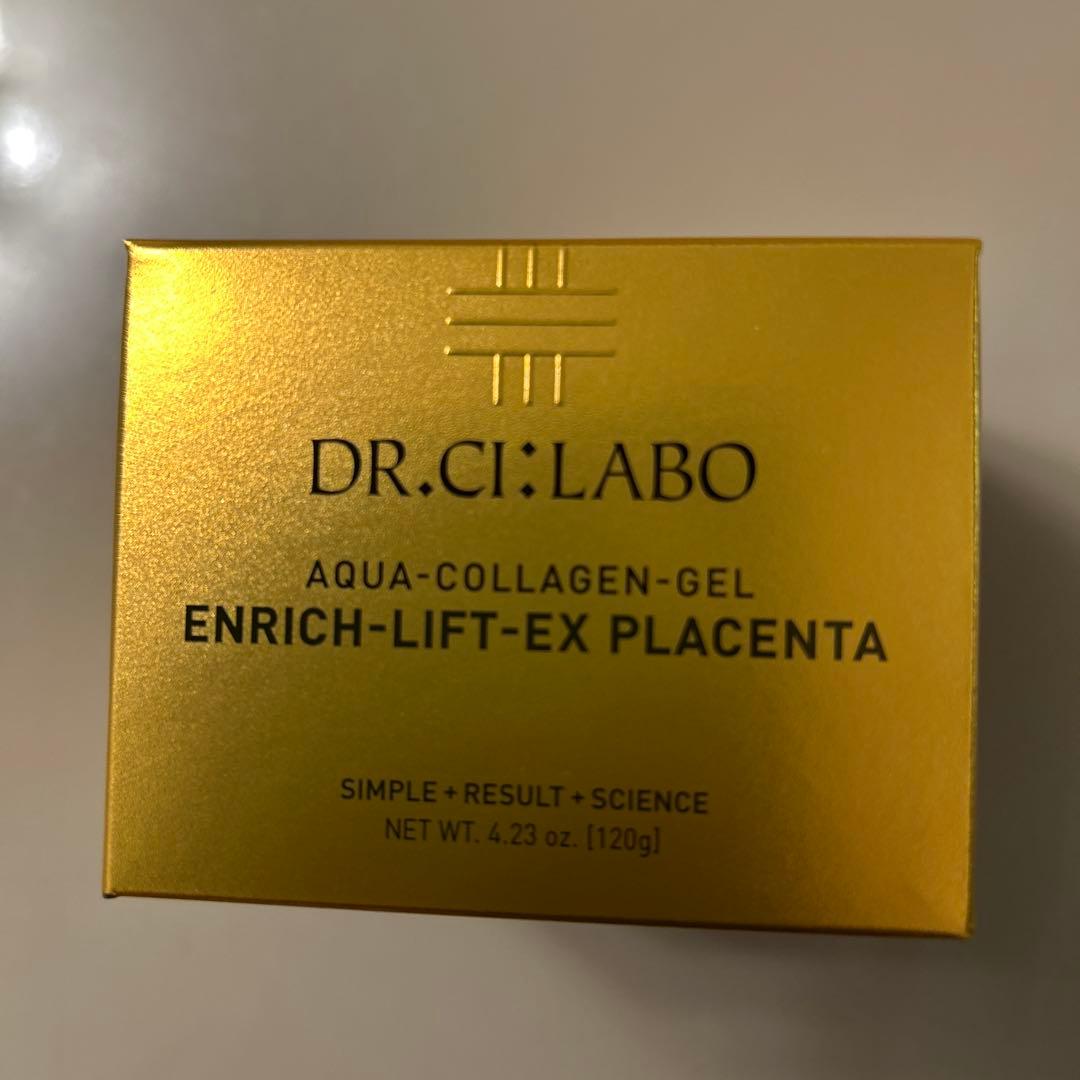 DR.CI:LABO
AQUA-COLLAGEN-GEL
ENRICH-LIFT-EX PLACENTA
SIMPLE+RESULT+SCIENCE
NET WT. 4.23 oz. [120g]